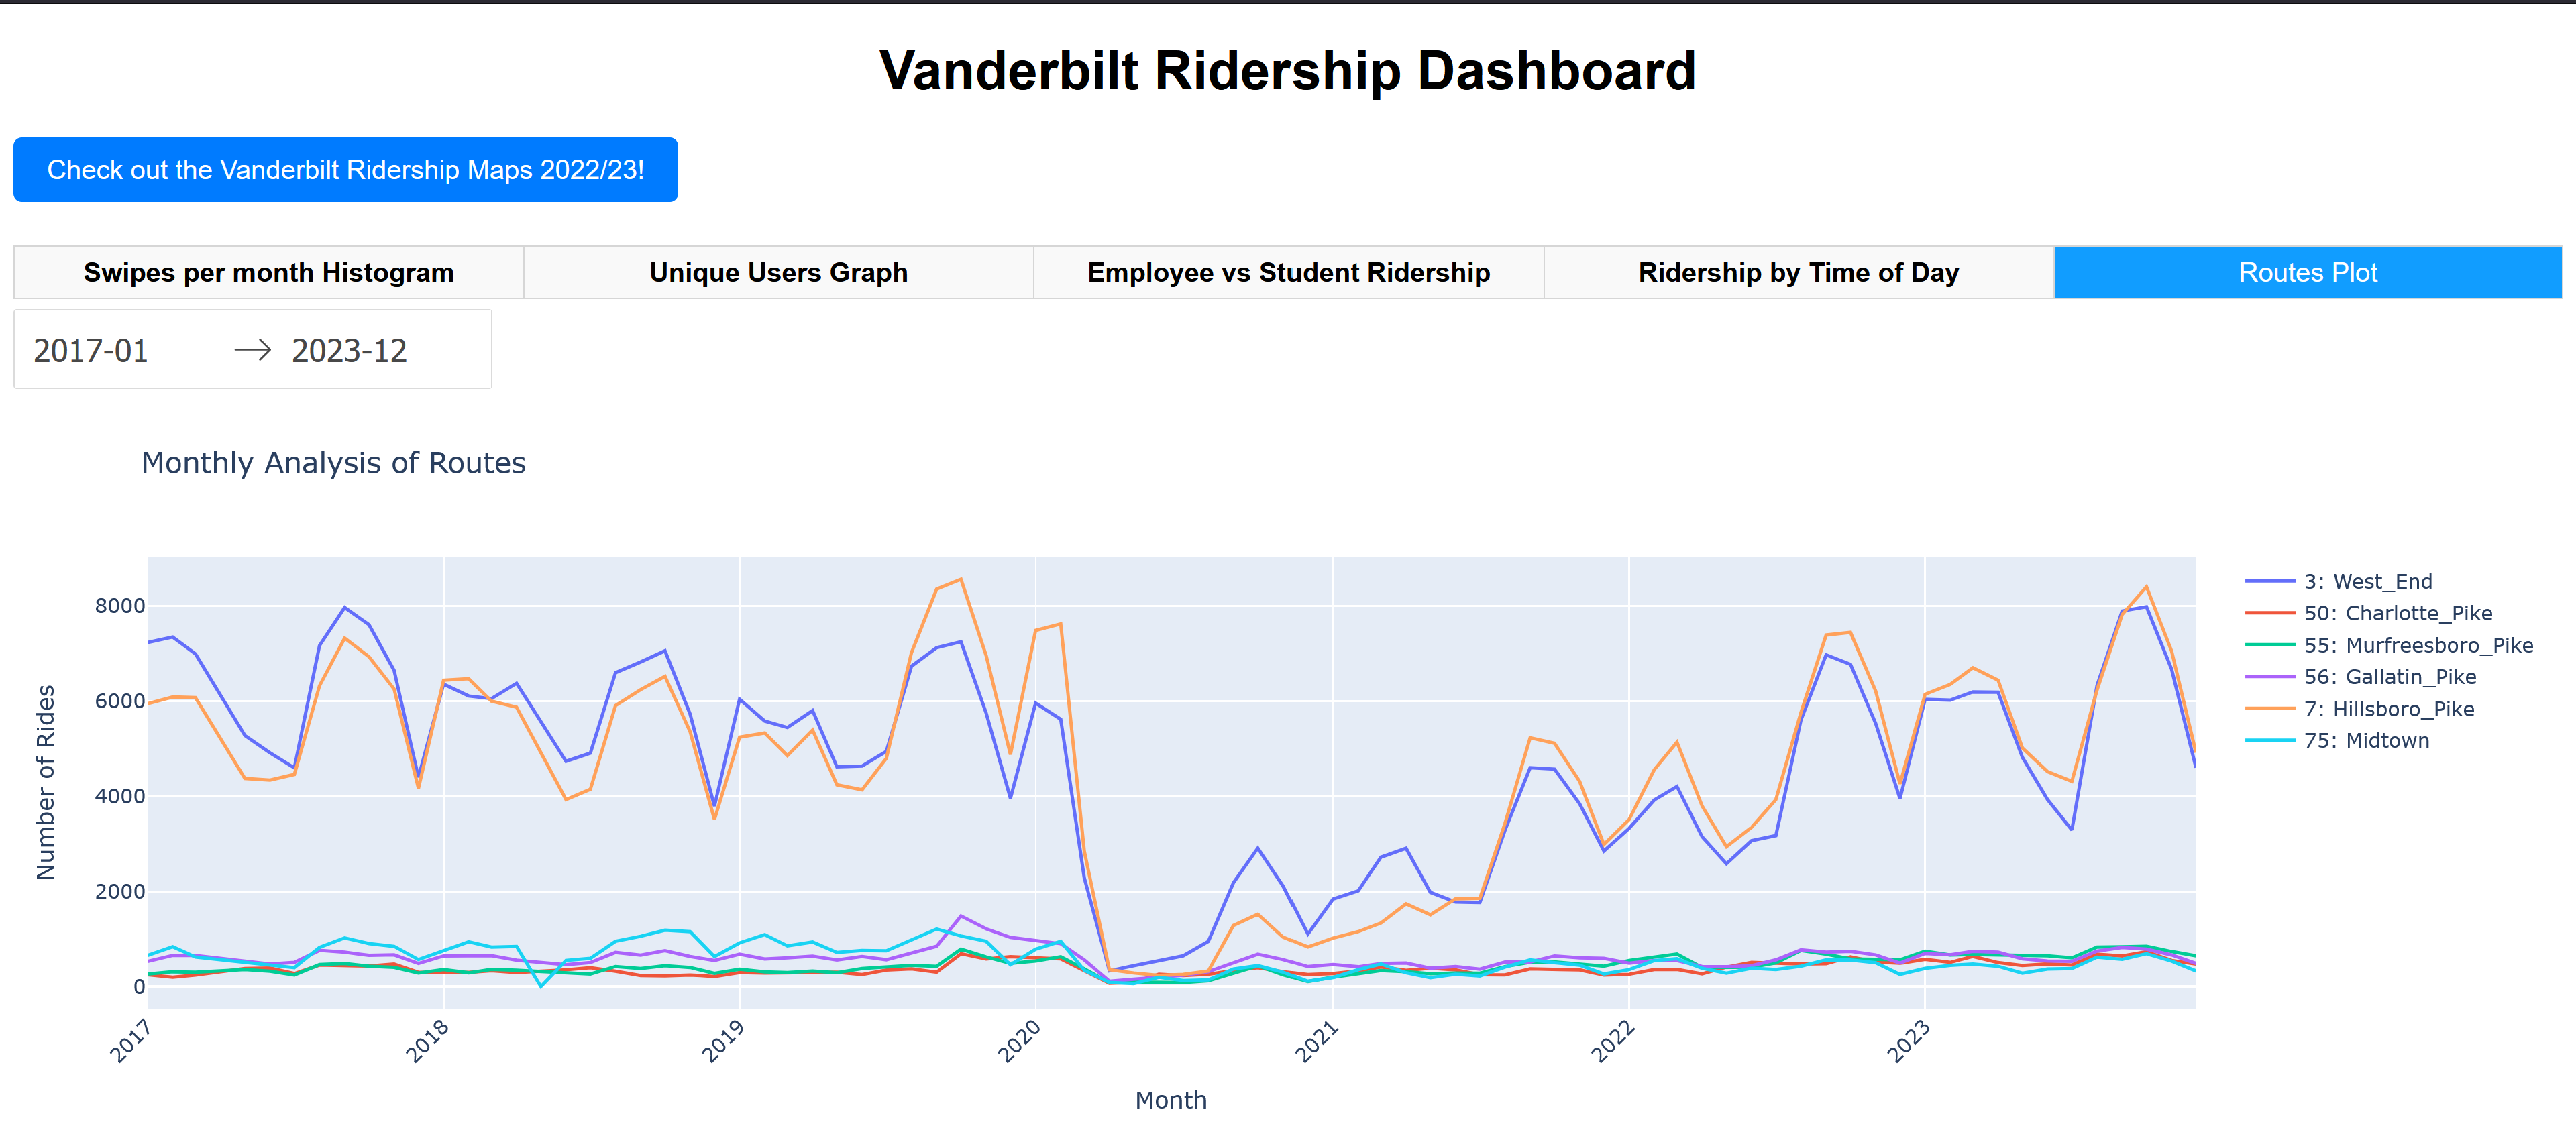 Vanderbilt Ridership Dashboard
Check out the Vanderbilt Ridership Maps 2022/23!
Swipes per month Histogram
Unique Users Graph
Employee vs Student Ridership
Ridership by Time of Day
Routes Plot
2017-01 → 2023-12
Monthly Analysis of Routes
8000
6000
4000
2000
0
Number of Rides
2017
2018
2019
2020
2021
2022
2023
Month
3: West_End
50: Charlotte_Pike
55: Murfreesboro_Pike
56: Gallatin_Pike
7: Hillsboro_Pike
75: Midtown